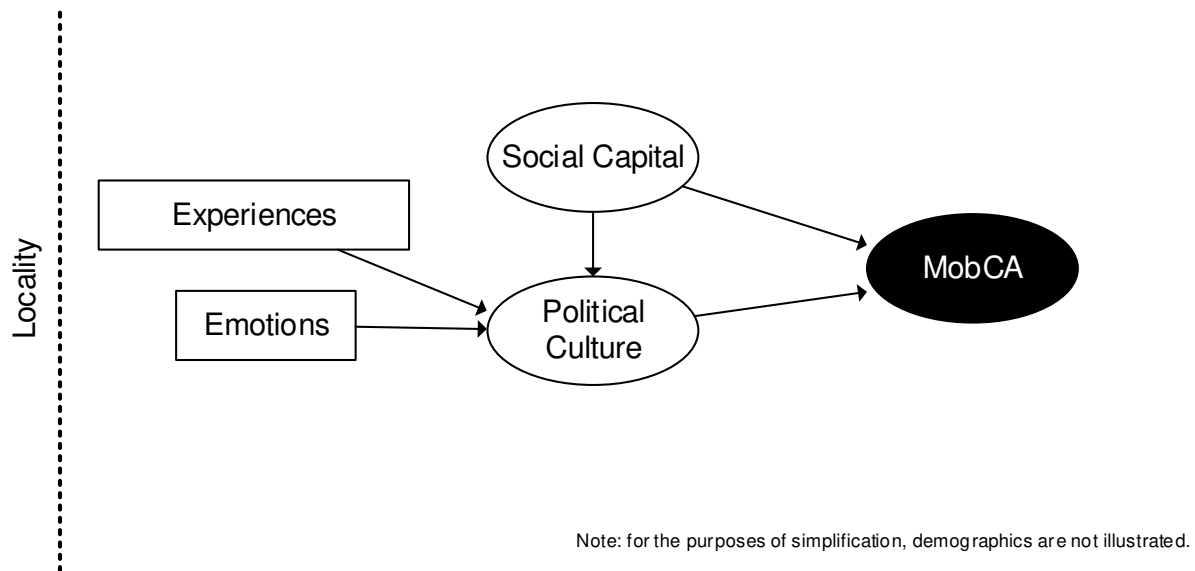 Locality
Social Capital
Experiences
MobCA
Emotions
Political
Culture
Note: for the purposes of simplification, demographics are not illustrated.